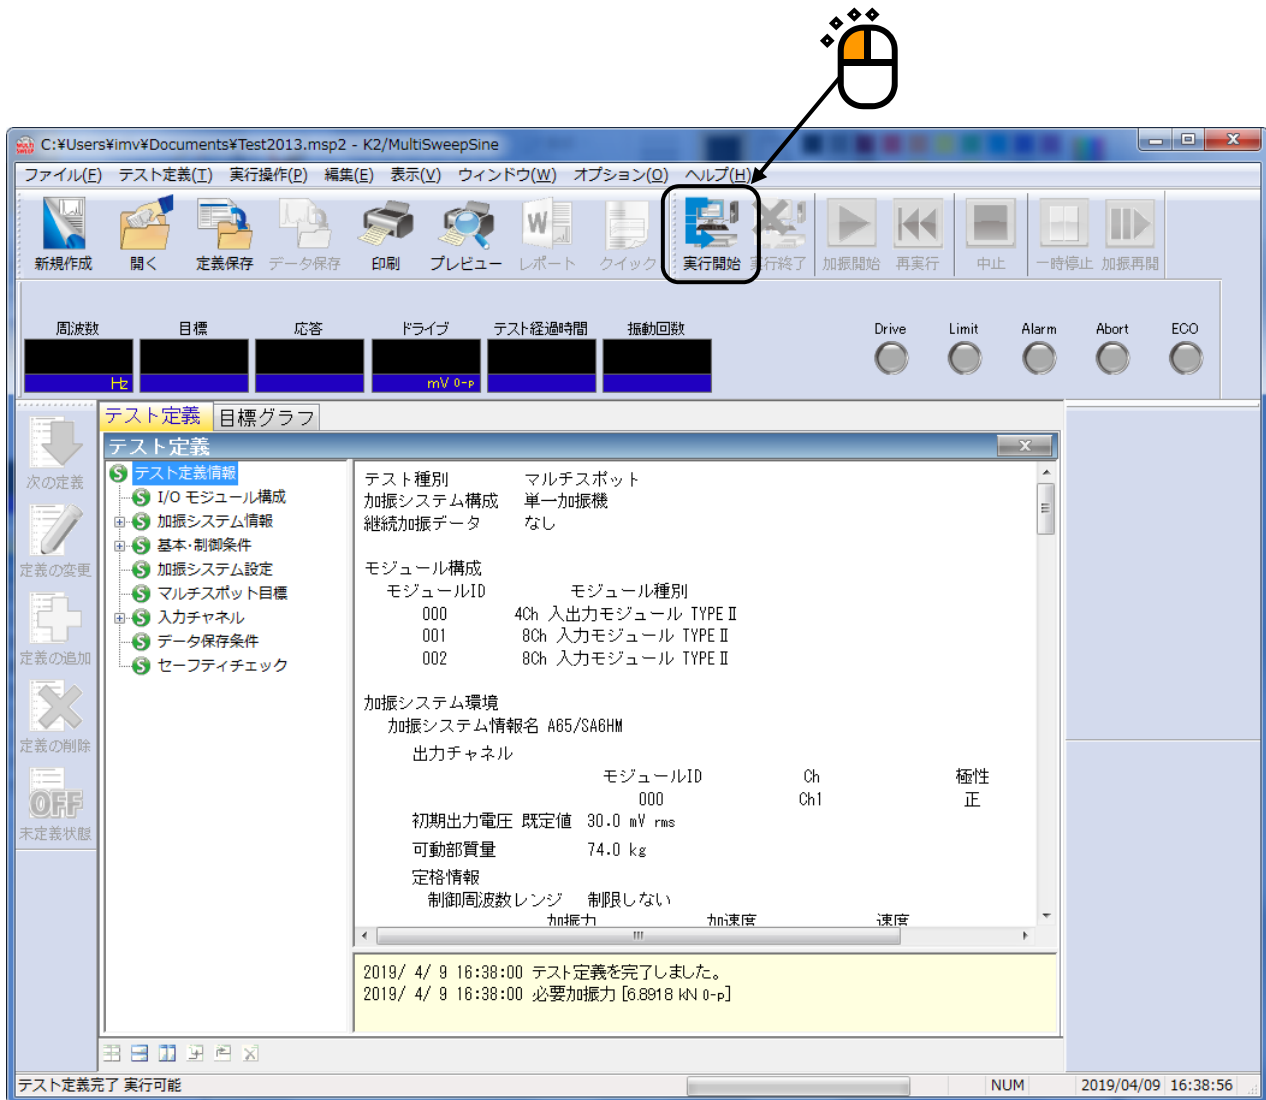 C:¥Users¥imv¥Documents¥Test2013.msp2 - K2/MultiSweepSine
ファイル(F) テスト定義(T) 実行操作(P) 編集(E) 表示(V) ウィンドウ(W) オプション(O) ヘルプ(H)
新規作成 開く 定義保存 データ保存 印刷 プレビュー レポート クイック 実行開始 実行終了 加振開始 再実行 中止 一時停止 加振再開
周波数 目標 応答 ドライブ テスト経過時間 振動回数 Drive Limit Alarm Abort ECO
Hz mV 0-p
テスト定義 目標グラフ
テスト定義
次の定義
定義の変更
定義の追加
定義の削除
OFF
未定義状態
テスト定義情報
I/O モジュール構成
加振システム情報
基本・制御条件
加振システム設定
マルチスポット目標
入力チャネル
データ保存条件
セーフティチェック
テスト種別 マルチスポット
加振システム構成 単一加振機
継続加振データ なし
モジュール構成
モジュールID モジュール種別
000 4Ch 入出力モジュール TYPEⅡ
001 8Ch 入力モジュール TYPEⅡ
002 8Ch 入力モジュール TYPEⅡ
加振システム環境
加振システム情報名 A65/SA6HM
出力チャネル
モジュールID Ch 極性
000 Ch1 正
初期出力電圧 既定値 30.0 mV rms
可動部質量 74.0 kg
定格情報
制御周波数レンジ 制限しない
加振力 加速度 速度
2019/ 4/ 9 16:38:00 テスト定義を完了しました。
2019/ 4/ 9 16:38:00 必要加振力 [6.8918 kN 0-p]
テスト定義完了 実行可能 NUM 2019/04/09 16:38:56